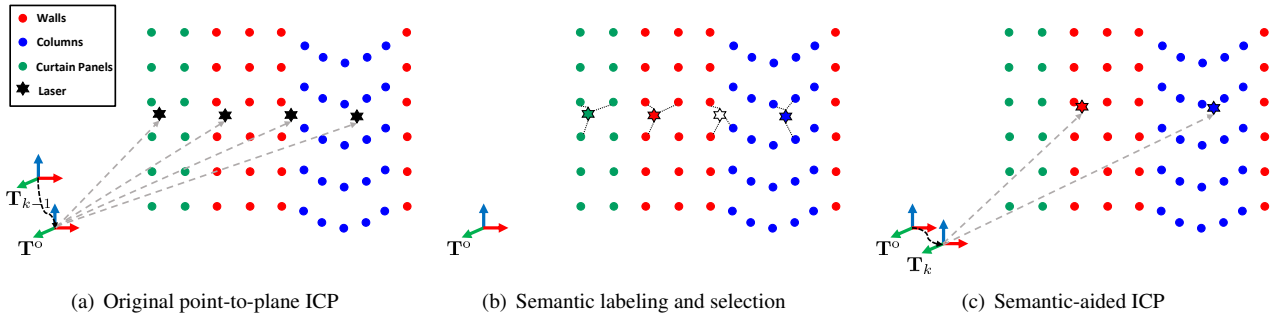 Walls
Columns
Curtain Panels
Laser
T_{k−1}
T^o
T^o
T^o
T_k
(a) Original point-to-plane ICP
(b) Semantic labeling and selection
(c) Semantic-aided ICP